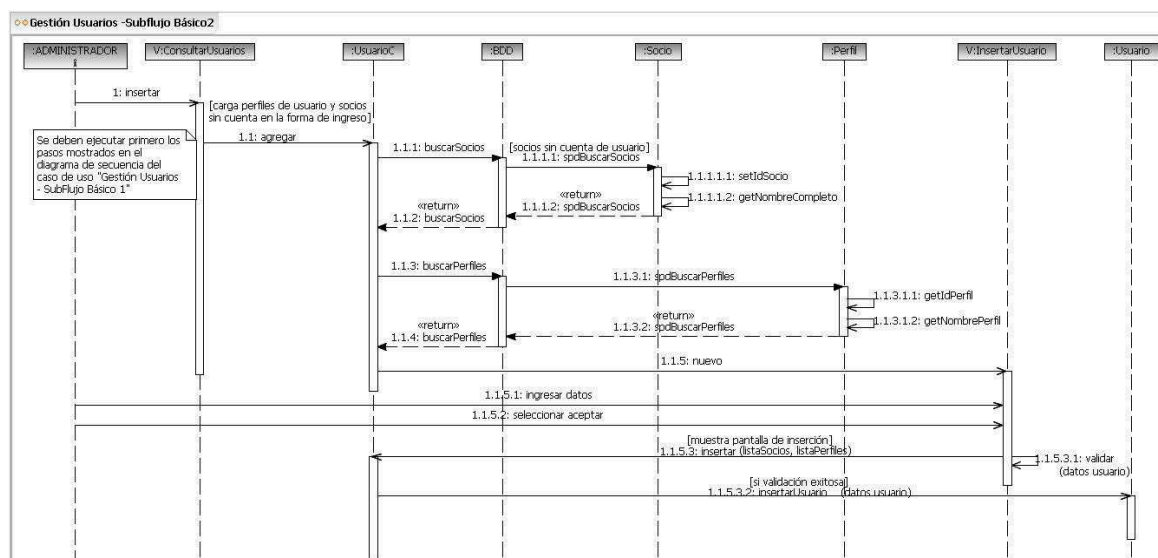 Gestión Usuarios -Subflujo Básico2
:ADMINISTRADOR
V:ConsultarUsuarios
:UsuarioC
:BDD
:Socio
:Perfil
V:InsertarUsuario
:Usuario
1: insertar
[carga perfiles de usuario y socios
sin cuenta en la forma de ingreso]
Se deben ejecutar primero los
pasos mostrados en el
diagrama de secuencia del
caso de uso "Gestión Usuarios
- SubFlujo Básico 1"
1.1: agregar
1.1.1: buscarSocios
[socios sin cuenta de usuario]
1.1.1.1: spdBuscarSocios
1.1.1.1.1: setIdSocio
1.1.1.1.2: getNombreCompleto
«return»
1.1.1.2: spdBuscarSocios
«return»
1.1.2: buscarSocios
1.1.3: buscarPerfiles
1.1.3.1: spdBuscarPerfiles
1.1.3.1.1: getIdPerfil
1.1.3.1.2: getNombrePerfil
«return»
1.1.3.2: spdBuscarPerfiles
«return»
1.1.4: buscarPerfiles
1.1.5: nuevo
1.1.5.1: ingresar datos
1.1.5.2: seleccionar aceptar
[muestra pantalla de inserción]
1.1.5.3: insertar (listaSocios, listaPerfiles)
1.1.5.3.1: validar
(datos usuario)
[si validación exitosa]
1.1.5.3.2: insertarUsuario (datos usuario)